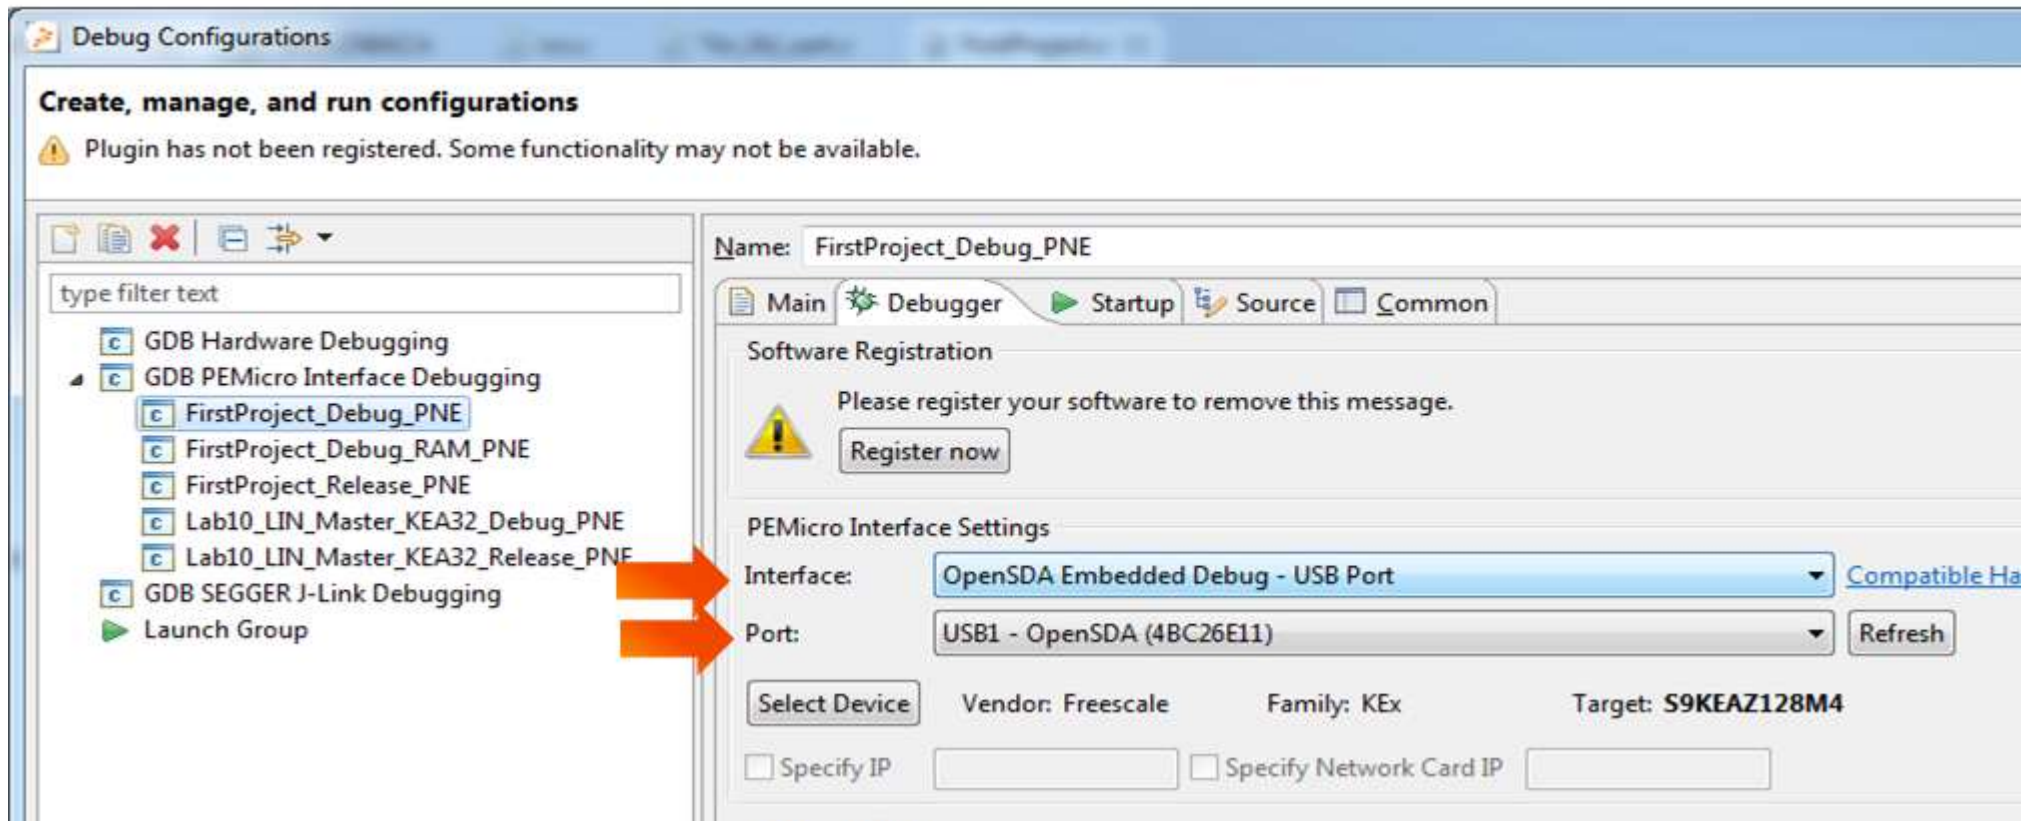 Debug Configurations
Create, manage, and run configurations
Plugin has not been registered. Some functionality may not be available.
type filter text
GDB Hardware Debugging
GDB PEMicro Interface Debugging
FirstProject_Debug_PNE
FirstProject_Debug_RAM_PNE
FirstProject_Release_PNE
Lab10_LIN_Master_KEA32_Debug_PNE
Lab10_LIN_Master_KEA32_Release_PNE
GDB SEGGER J-Link Debugging
Launch Group
Name: FirstProject_Debug_PNE
Main Debugger Startup Source Common
Software Registration
Please register your software to remove this message.
Register now
PEMicro Interface Settings
Interface: OpenSDA Embedded Debug - USB Port Compatible Ha
Port: USB1 - OpenSDA (4BC26E11) Refresh
Select Device Vendor: Freescale Family: KEx Target: S9KEAZ128M4
Specify IP Specify Network Card IP